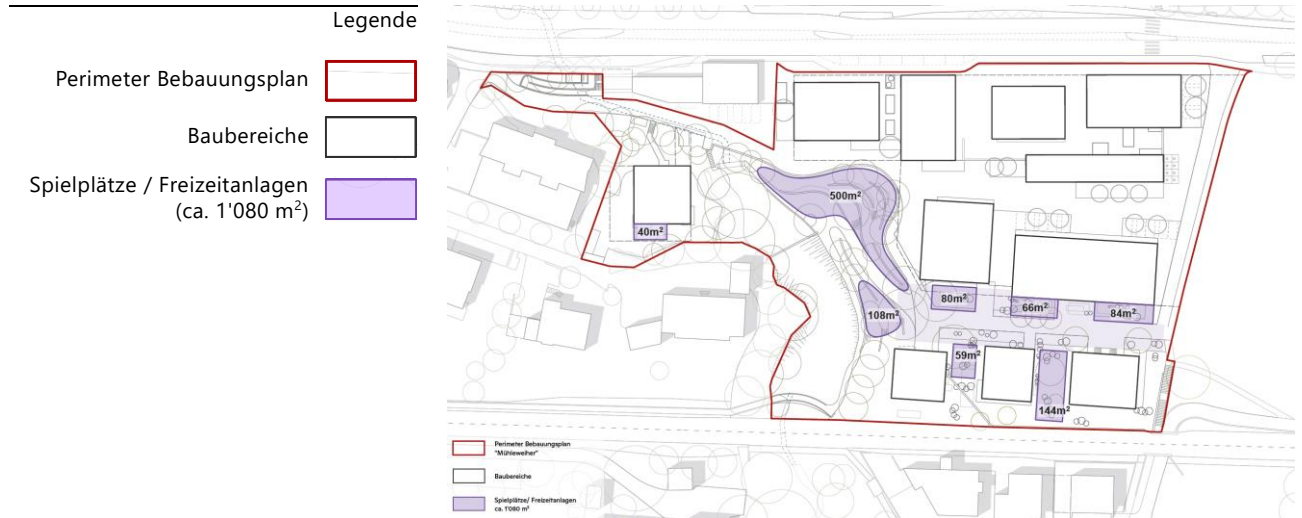 Legende
Perimeter Bebauungsplan
Baubereiche
Spielplätze / Freizeitanlagen
(ca. 1'080 m²)
500m²
40m²
80m²
66m²
84m²
108m²
59m²
144m²
Perimeter Bebauungsplan
"Mühleweiher"
Baubereiche
Spielplätze/ Freizeitanlagen
ca. 1'080 m²